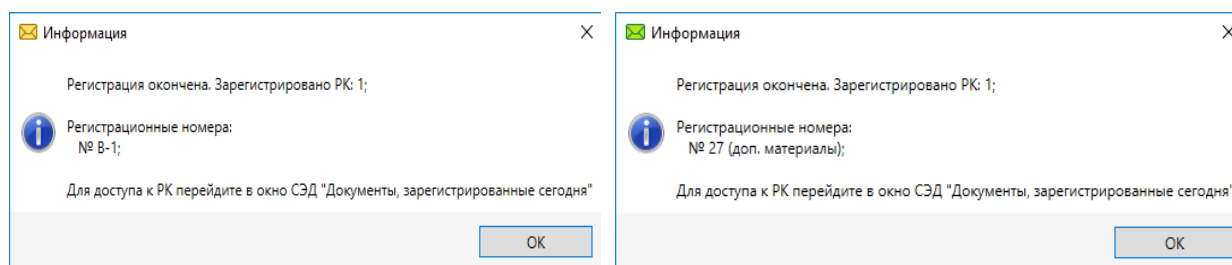 Информация
Регистрация окончена. Зарегистрировано РК: 1;
Регистрационные номера:
№ В-1;
Для доступа к РК перейдите в окно СЭД "Документы, зарегистрированные сегодня"
ОК
Информация
Регистрация окончена. Зарегистрировано РК: 1;
Регистрационные номера:
№ 27 (доп. материалы);
Для доступа к РК перейдите в окно СЭД "Документы, зарегистрированные сегодня"
ОК